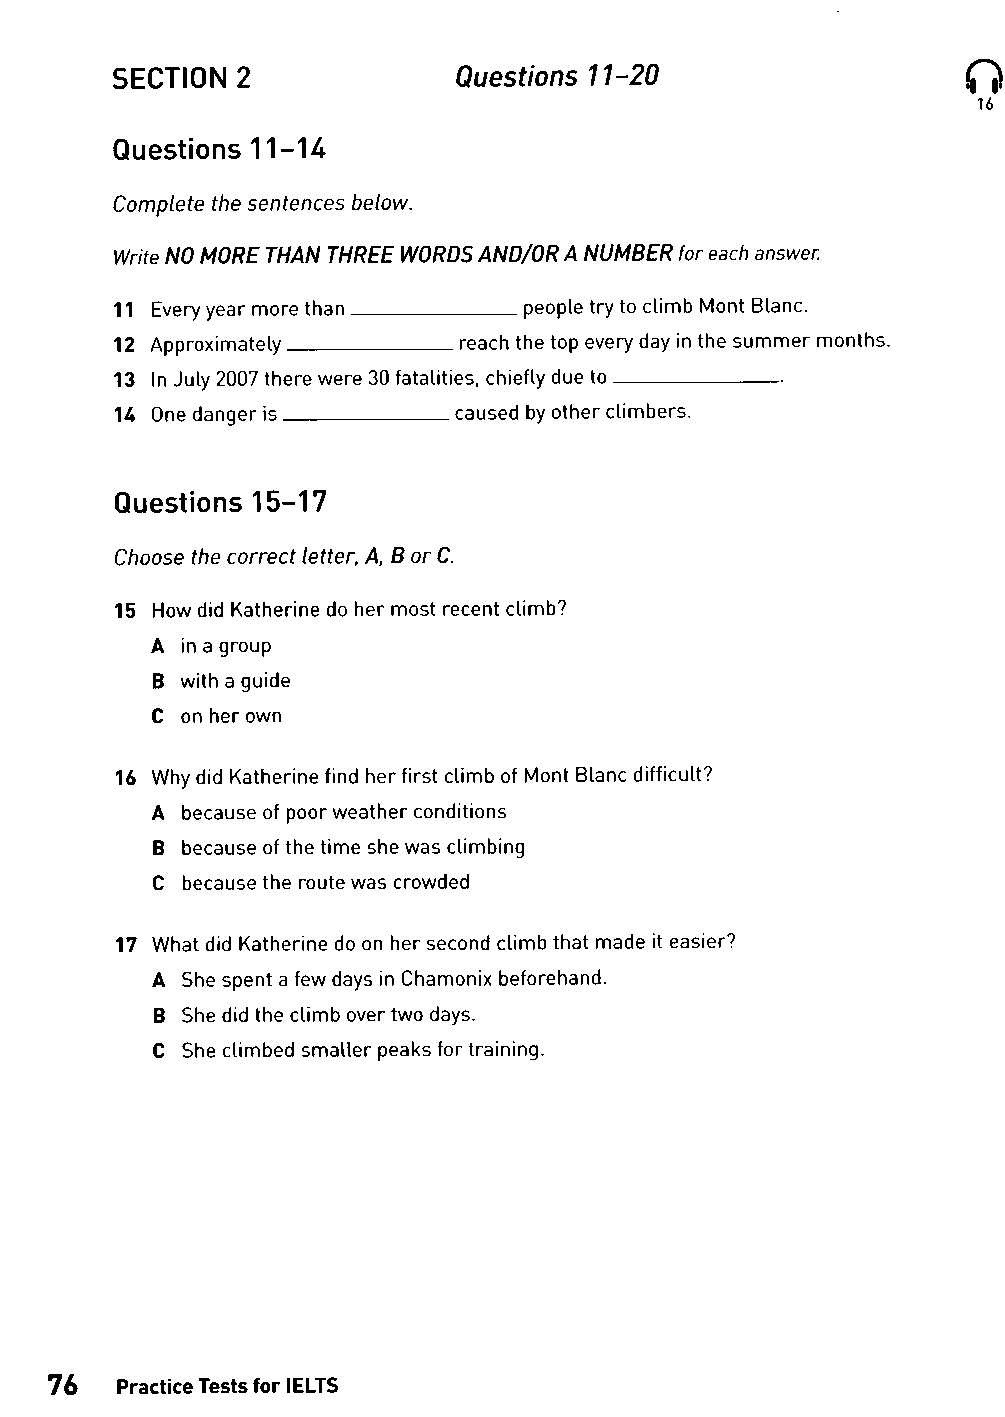 SECTION 2 Questions 11–20
16
Questions 11–14
Complete the sentences below.
Write NO MORE THAN THREE WORDS AND/OR A NUMBER for each answer.
11 Every year more than ________________ people try to climb Mont Blanc.
12 Approximately ________________ reach the top every day in the summer months.
13 In July 2007 there were 30 fatalities, chiefly due to ________________.
14 One danger is ________________ caused by other climbers.
Questions 15–17
Choose the correct letter, A, B or C.
15 How did Katherine do her most recent climb?
A in a group
B with a guide
C on her own
16 Why did Katherine find her first climb of Mont Blanc difficult?
A because of poor weather conditions
B because of the time she was climbing
C because the route was crowded
17 What did Katherine do on her second climb that made it easier?
A She spent a few days in Chamonix beforehand.
B She did the climb over two days.
C She climbed smaller peaks for training.
76 Practice Tests for IELTS